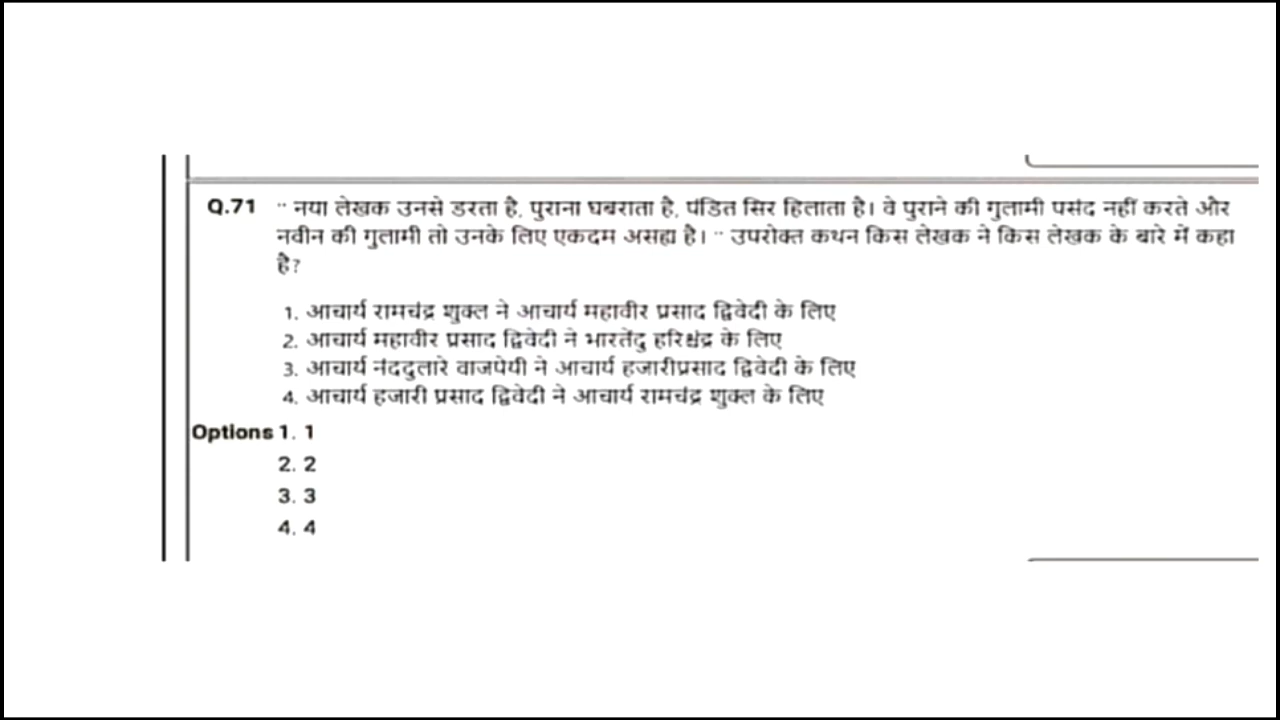 Q.71 " नया लेखक उनसे डरता है, पुराना घबराता है, पंडित सिर हिलाता है। वे पुराने की गुलामी पसंद नहीं करते और
नवीन की गुलामी तो उनके लिए एकदम असह्य है। " उपरोक्त कथन किस लेखक ने किस लेखक के बारे में कहा
है?
1. आचार्य रामचंद्र शुक्ल ने आचार्य महावीर प्रसाद द्विवेदी के लिए
2. आचार्य महावीर प्रसाद द्विवेदी ने भारतेंदु हरिश्चंद्र के लिए
3. आचार्य नंददुलारे वाजपेयी ने आचार्य हजारीप्रसाद द्विवेदी के लिए
4. आचार्य हजारी प्रसाद द्विवेदी ने आचार्य रामचंद्र शुक्ल के लिए
Options 1. 1
2. 2
3. 3
4. 4